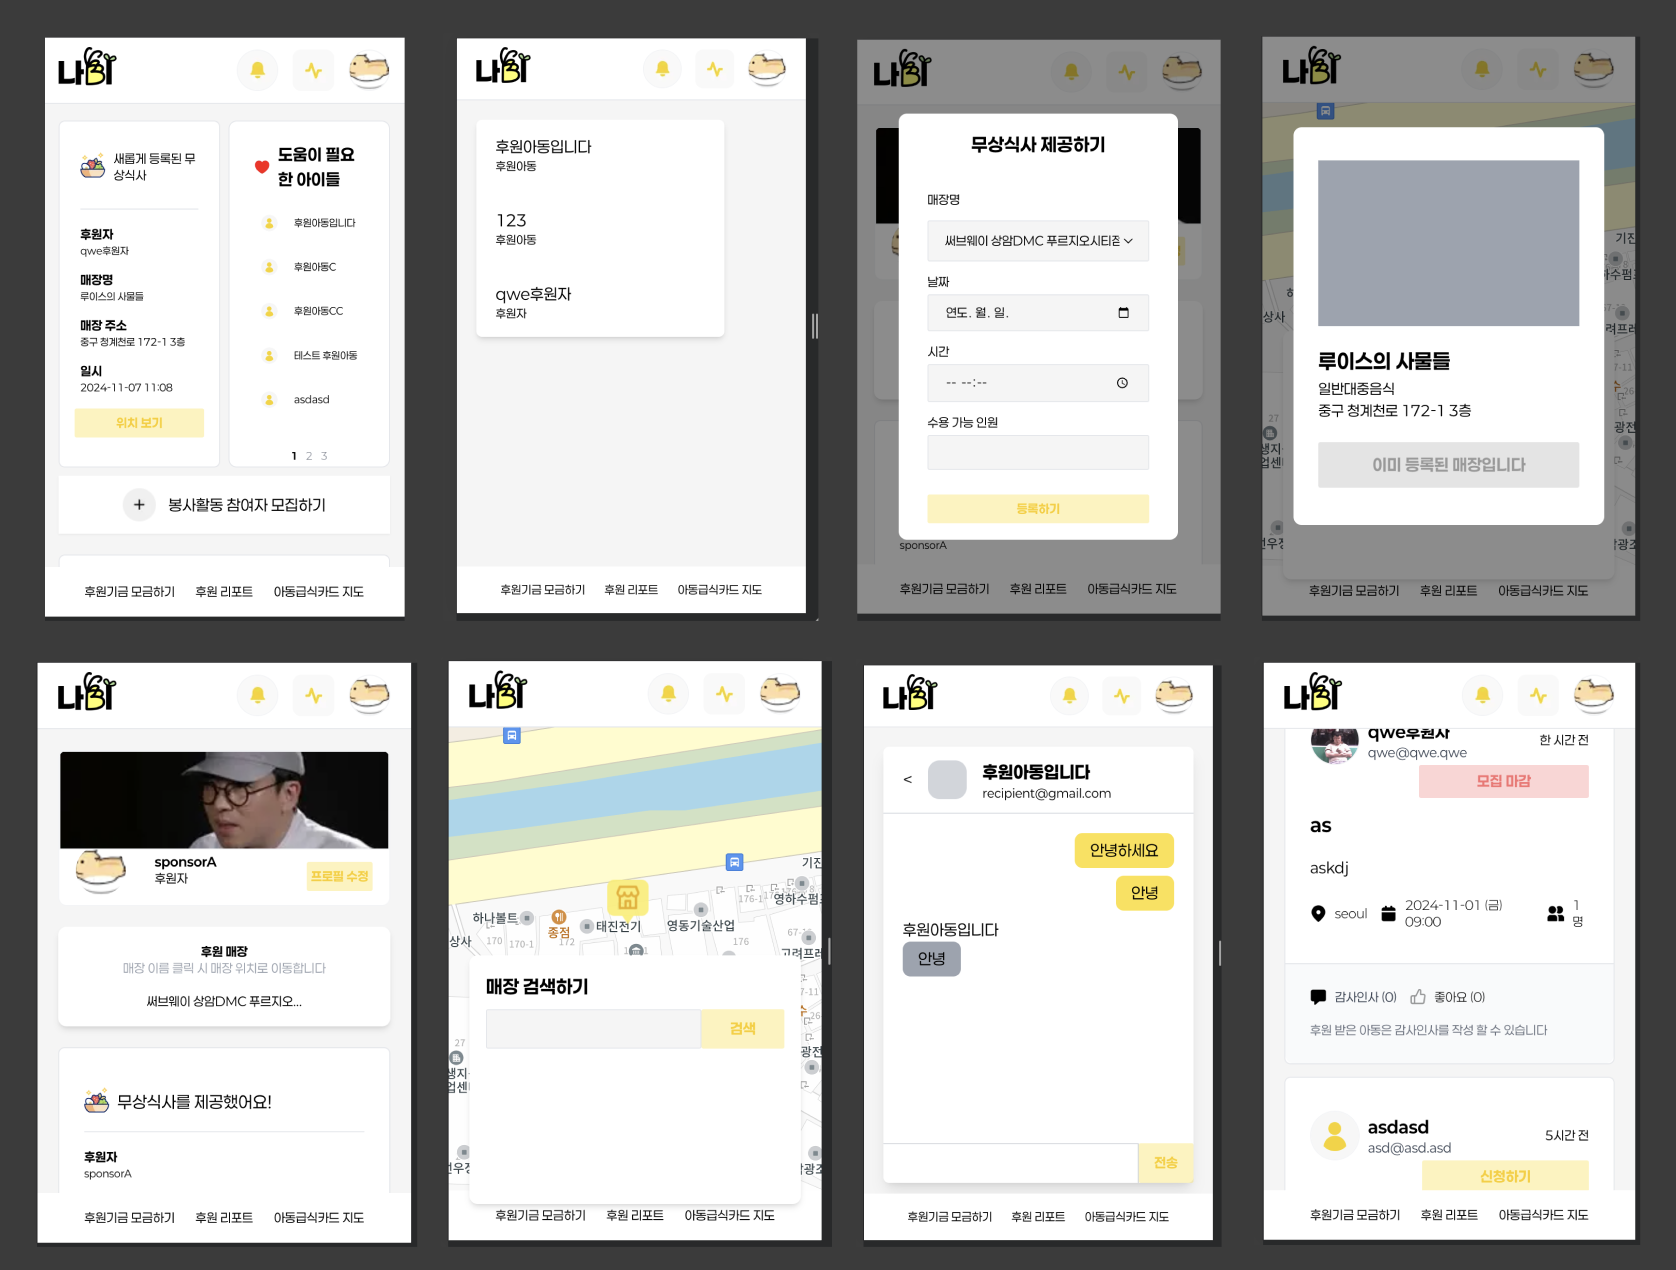 나비
새롭게 등록된 무
상식사
후원자
qwe후원자
매장명
루이스의 사물들
매장 주소
중구 청계천로 172-1 3층
일시
2024-11-07 11:08
위치 보기
도움이 필요
한 아이들
후원아동입니다
후원아동C
후원아동CC
테스트 후원아동
asdasd
1 2 3
봉사활동 참여자 모집하기
후원기금 모금하기 후원 리포트 아동급식카드 지도
나비
후원아동입니다
후원아동
123
후원아동
qwe후원자
후원자
후원기금 모금하기 후원 리포트 아동급식카드 지도
나비
무상식사 제공하기
매장명
써브웨이 상암DMC 푸르지오시티점
날짜
연도. 월. 일.
시간
-- --:--
수용 가능 인원
등록하기
sponsorA
후원기금 모금하기 후원 리포트 아동급식카드 지도
나비
루이스의 사물들
일반대중음식
중구 청계천로 172-1 3층
이미 등록된 매장입니다
기진
상사
27
후원기금 모금하기 후원 리포트 아동급식카드 지도
나비
sponsorA
후원자
프로필 수정
후원 매장
매장 이름 클릭 시 매장 위치로 이동합니다
써브웨이 상암DMC 푸르지오...
무상식사를 제공했어요!
후원자
sponsorA
후원기금 모금하기 후원 리포트 아동급식카드 지도
나비
기진
176-1
영하수펌
하나볼트
종점
태진전기
영동기술산업
상사
170
170-1
172
176
67-
고려프레
매장 검색하기
검색
27
생지
업센
광전
후원기금 모금하기 후원 리포트 아동급식카드 지도
나비
<
후원아동입니다
recipient@gmail.com
안녕하세요
안녕
후원아동입니다
안녕
전송
후원기금 모금하기 후원 리포트 아동급식카드 지도
나비
qwe후원자
qwe@qwe.qwe
한 시간 전
모집 마감
as
askdj
seoul
2024-11-01 (금)
09:00
1
명
감사인사 (0) 좋아요 (0)
후원 받은 아동은 감사인사를 작성 할 수 있습니다
asdasd
asd@asd.asd
5시간 전
신청하기
후원기금 모금하기 후원 리포트 아동급식카드 지도